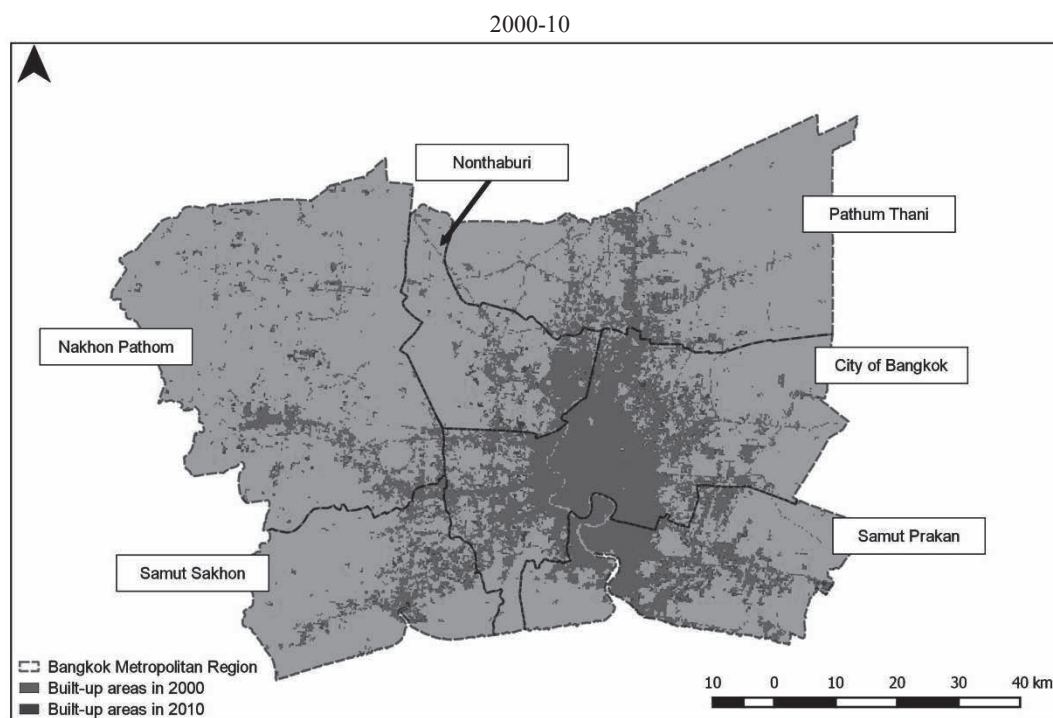 2000-10
Nonthaburi
Pathum Thani
Nakhon Pathom
City of Bangkok
Samut Prakan
Samut Sakhon
Bangkok Metropolitan Region
Built-up areas in 2000
Built-up areas in 2010
10 0 10 20 30 40 km